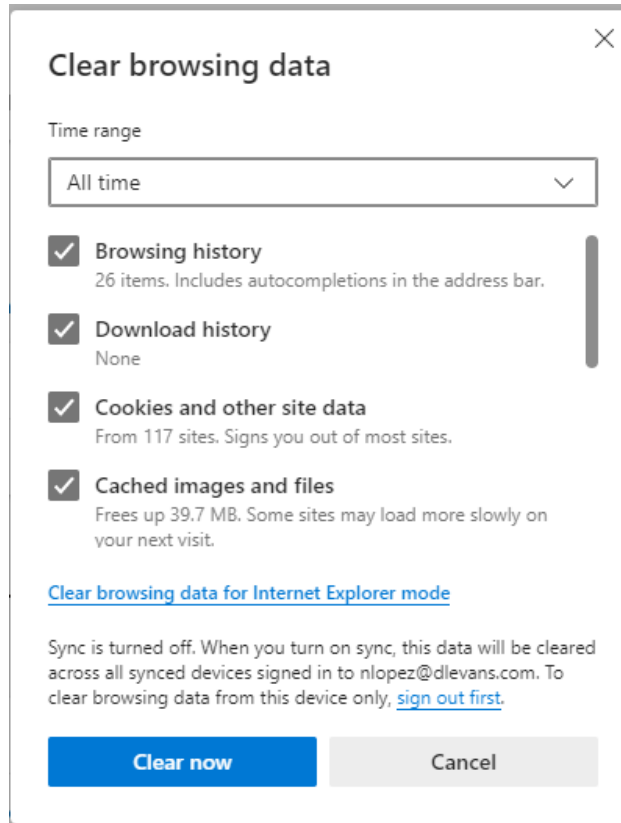 Clear browsing data
Time range
All time
Browsing history
26 items. Includes autocompletions in the address bar.
Download history
None
Cookies and other site data
From 117 sites. Signs you out of most sites.
Cached images and files
Frees up 39.7 MB. Some sites may load more slowly on
your next visit.
Clear browsing data for Internet Explorer mode
Sync is turned off. When you turn on sync, this data will be cleared
across all synced devices signed in to nlopez@dlevans.com. To
clear browsing data from this device only, sign out first.
Clear now
Cancel